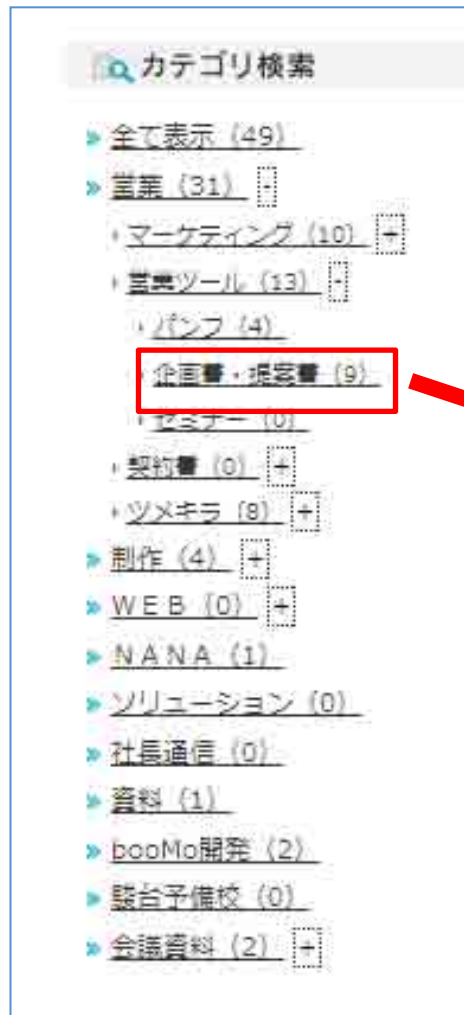 カテゴリ検索
全て表示 (49)
営業 (31) -
マーケティング (10) +
営業ツール (13) -
パンフ (4)
企画書・提案書 (9)
セミナー (0)
契約書 (0) +
ツメキラ (8) +
制作 (4) +
ＷＥＢ (0) +
ＮＡＮＡ (1)
ソリューション (0)
社長通信 (0)
資料 (1)
booMo開発 (2)
駿台予備校 (0)
会議資料 (2) +